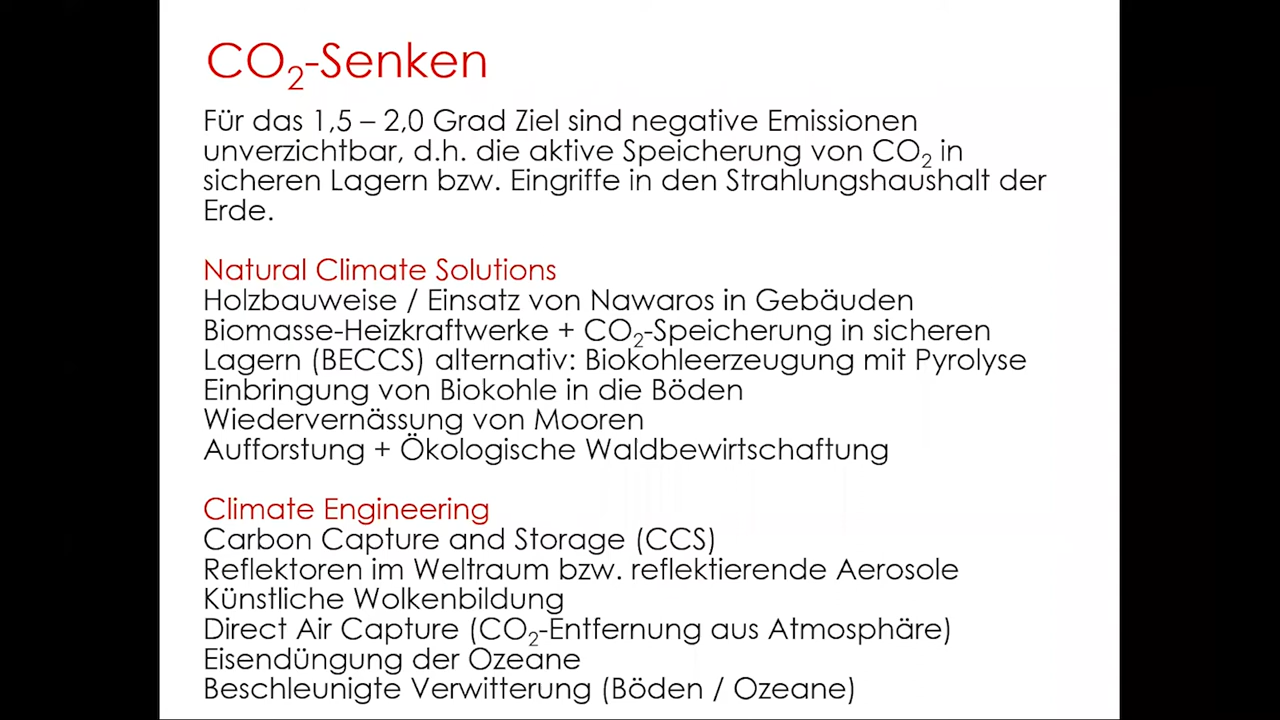 CO₂-Senken
Für das 1,5 – 2,0 Grad Ziel sind negative Emissionen
unverzichtbar, d.h. die aktive Speicherung von CO₂ in
sicheren Lagern bzw. Eingriffe in den Strahlungshaushalt der
Erde.
Natural Climate Solutions
Holzbauweise / Einsatz von Nawaros in Gebäuden
Biomasse-Heizkraftwerke + CO₂-Speicherung in sicheren
Lagern (BECCS) alternativ: Biokohleerzeugung mit Pyrolyse
Einbringung von Biokohle in die Böden
Wiedervernässung von Mooren
Aufforstung + Ökologische Waldbewirtschaftung
Climate Engineering
Carbon Capture and Storage (CCS)
Reflektoren im Weltraum bzw. reflektierende Aerosole
Künstliche Wolkenbildung
Direct Air Capture (CO₂-Entfernung aus Atmosphäre)
Eisendüngung der Ozeane
Beschleunigte Verwitterung (Böden / Ozeane)